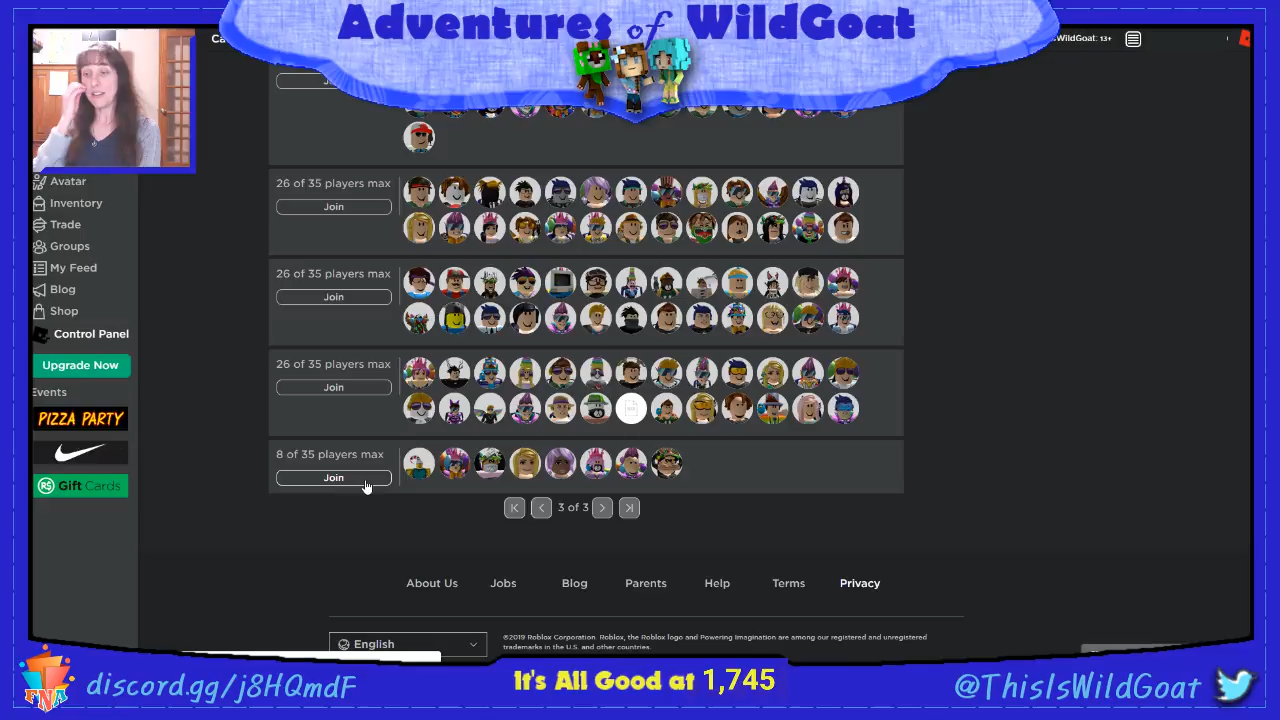 Adventures of WildGoat
Ca
WildGoat: 13+
Avatar
Inventory
Trade
Groups
My Feed
Blog
Shop
Control Panel
Upgrade Now
Events
PIZZA PARTY
Gift Cards
26 of 35 players max
Join
26 of 35 players max
Join
26 of 35 players max
Join
8 of 35 players max
Join
3 of 3
About Us Jobs Blog Parents Help Terms Privacy
English
©2019 Roblox Corporation. Roblox, the Roblox logo and Powering Imagination are among our registered and unregistered
trademarks in the U.S. and other countries.
FNA
discord.gg/j8HQmdF
It's All Good at 1,745
@ThisIsWildGoat